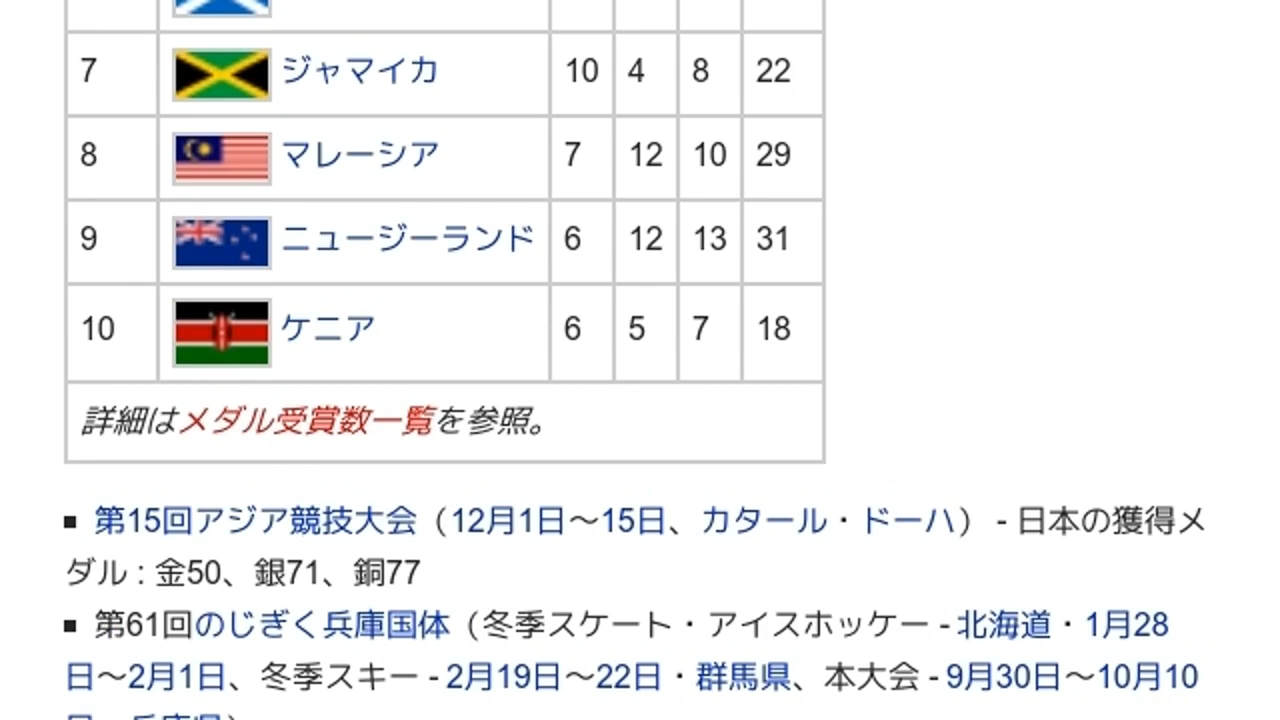 7 ジャマイカ 10 4 8 22
8 マレーシア 7 12 10 29
9 ニュージーランド 6 12 13 31
10 ケニア 6 5 7 18
詳細はメダル受賞数一覧を参照。
▪ 第15回アジア競技大会（12月1日～15日、カタール・ドーハ） - 日本の獲得メ
ダル : 金50、銀71、銅77
▪ 第61回のじぎく兵庫国体（冬季スケート・アイスホッケー - 北海道・1月28
日～2月1日、冬季スキー - 2月19日～22日・群馬県、本大会 - 9月30日～10月10